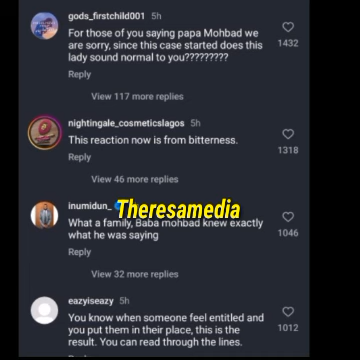 gods_firstchild001 5h
For those of you saying papa Mohbad we
are sorry, since this case started does this
lady sound normal to you?????????
1432
Reply
View 117 more replies
nightingale_cosmeticslagos 5h
This reaction now is from bitterness.
1318
Reply
View 46 more replies
inumidun_
Theresamedia
What a family, Baba mohbad knew exactly
what he was saying
1046
Reply
View 32 more replies
eazyiseazy 5h
You know when someone feel entitled and
you put them in their place, this is the
result. You can read through the lines.
1012